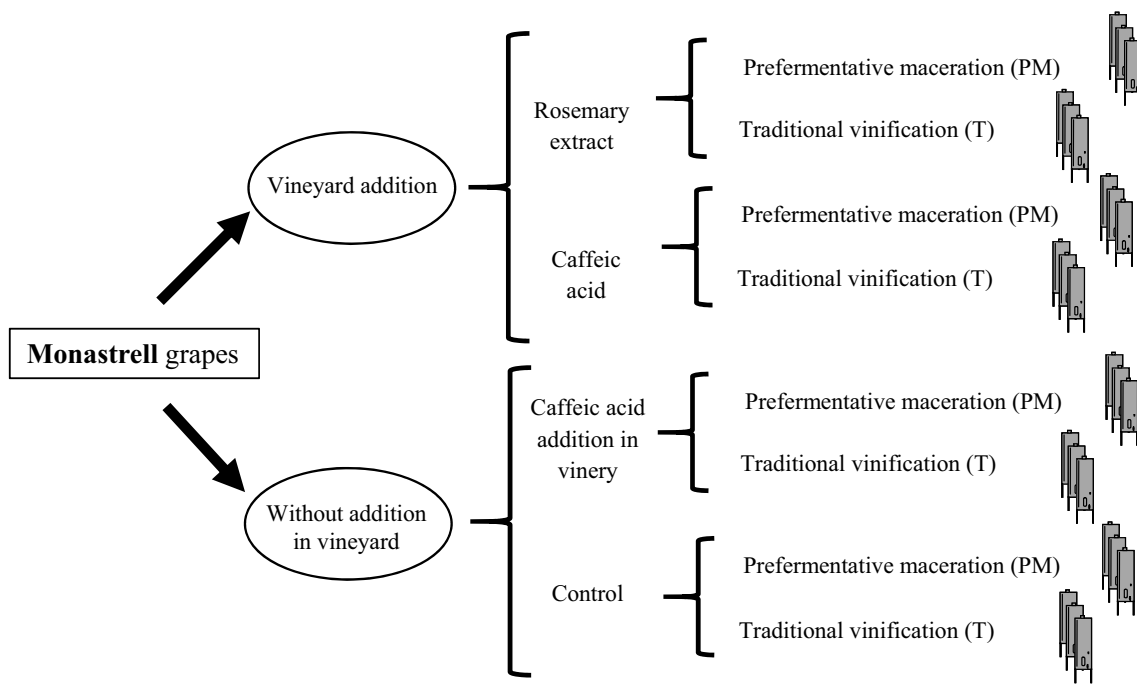 Monastrell grapes
Vineyard addition
Rosemary
extract
Prefermentative maceration (PM)
Traditional vinification (T)
Caffeic
acid
Prefermentative maceration (PM)
Traditional vinification (T)
Without addition
in vineyard
Caffeic acid
addition in
vinery
Prefermentative maceration (PM)
Traditional vinification (T)
Control
Prefermentative maceration (PM)
Traditional vinification (T)